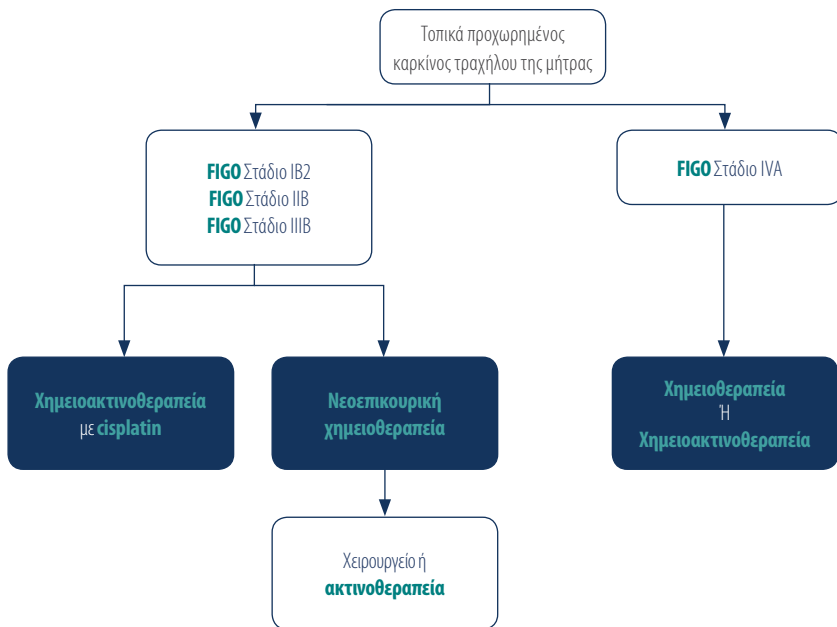 Τοπικά προχωρημένος
καρκίνος τραχήλου της μήτρας
FIGO Στάδιο IB2
FIGO Στάδιο IIB
FIGO Στάδιο IIIB
FIGO Στάδιο IVA
Χημειοακτινοθεραπεία
με cisplatin
Νεοεπικουρική
χημειοθεραπεία
Χημειοθεραπεία
Ή
Χημειοακτινοθεραπεία
Χειρουργείο ή
ακτινοθεραπεία